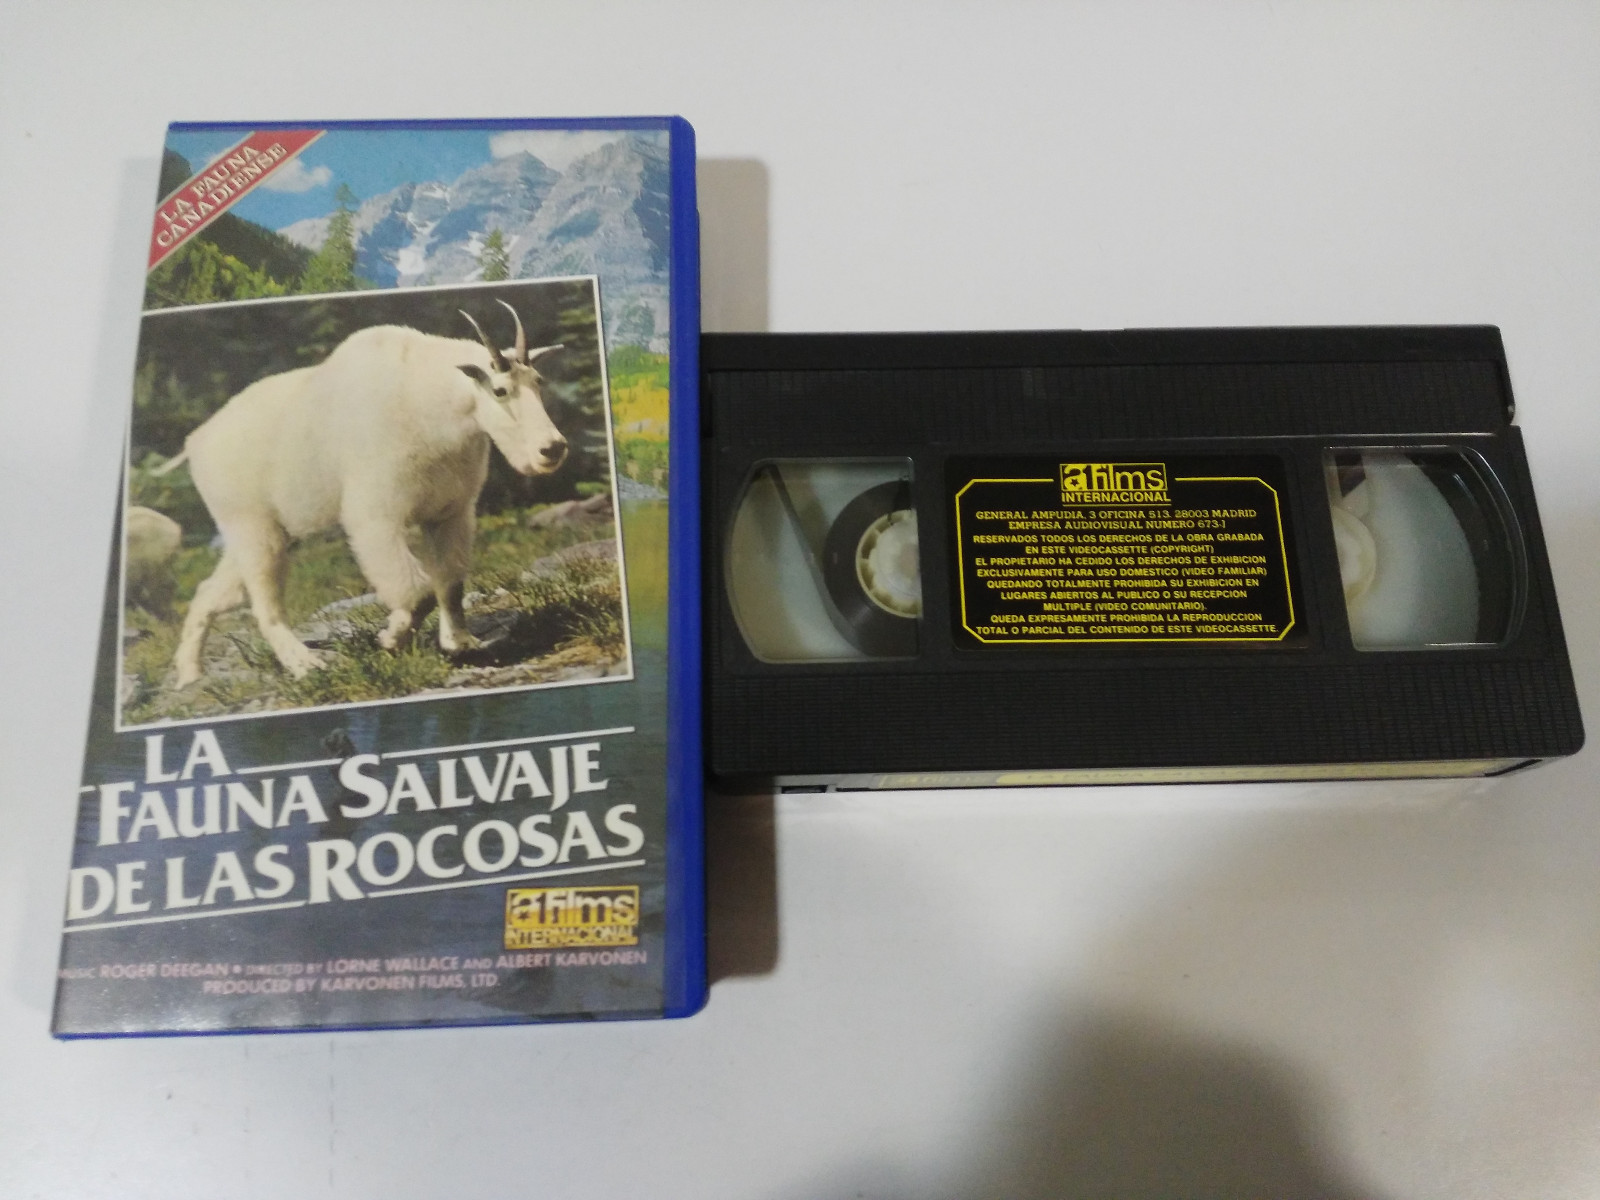 LA FAUNA
CANADIENSE
LA
FAUNA SALVAJE
DE LAS ROCOSAS
afilms
INTERNACIONAL
MUSIC ROGER DEEGAN • DIRECTED BY LORNE WALLACE AND ALBERT KARVONEN
PRODUCED BY KARVONEN FILMS, LTD.
afilms
INTERNACIONAL
GENERAL AMPUDIA, 3 OFICINA 513. 28003 MADRID
EMPRESA AUDIOVISUAL NUMERO 673-J
RESERVADOS TODOS LOS DERECHOS DE LA OBRA GRABADA
EN ESTE VIDEOCASSETTE (COPYRIGHT)
EL PROPIETARIO HA CEDIDO LOS DERECHOS DE EXHIBICION
EXCLUSIVAMENTE PARA USO DOMESTICO (VIDEO FAMILIAR)
QUEDANDO TOTALMENTE PROHIBIDA SU EXHIBICION EN
LUGARES ABIERTOS AL PUBLICO O SU RECEPCION
MULTIPLE (VIDEO COMUNITARIO).
QUEDA EXPRESAMENTE PROHIBIDA LA REPRODUCCION
TOTAL O PARCIAL DEL CONTENIDO DE ESTE VIDEOCASSETTE